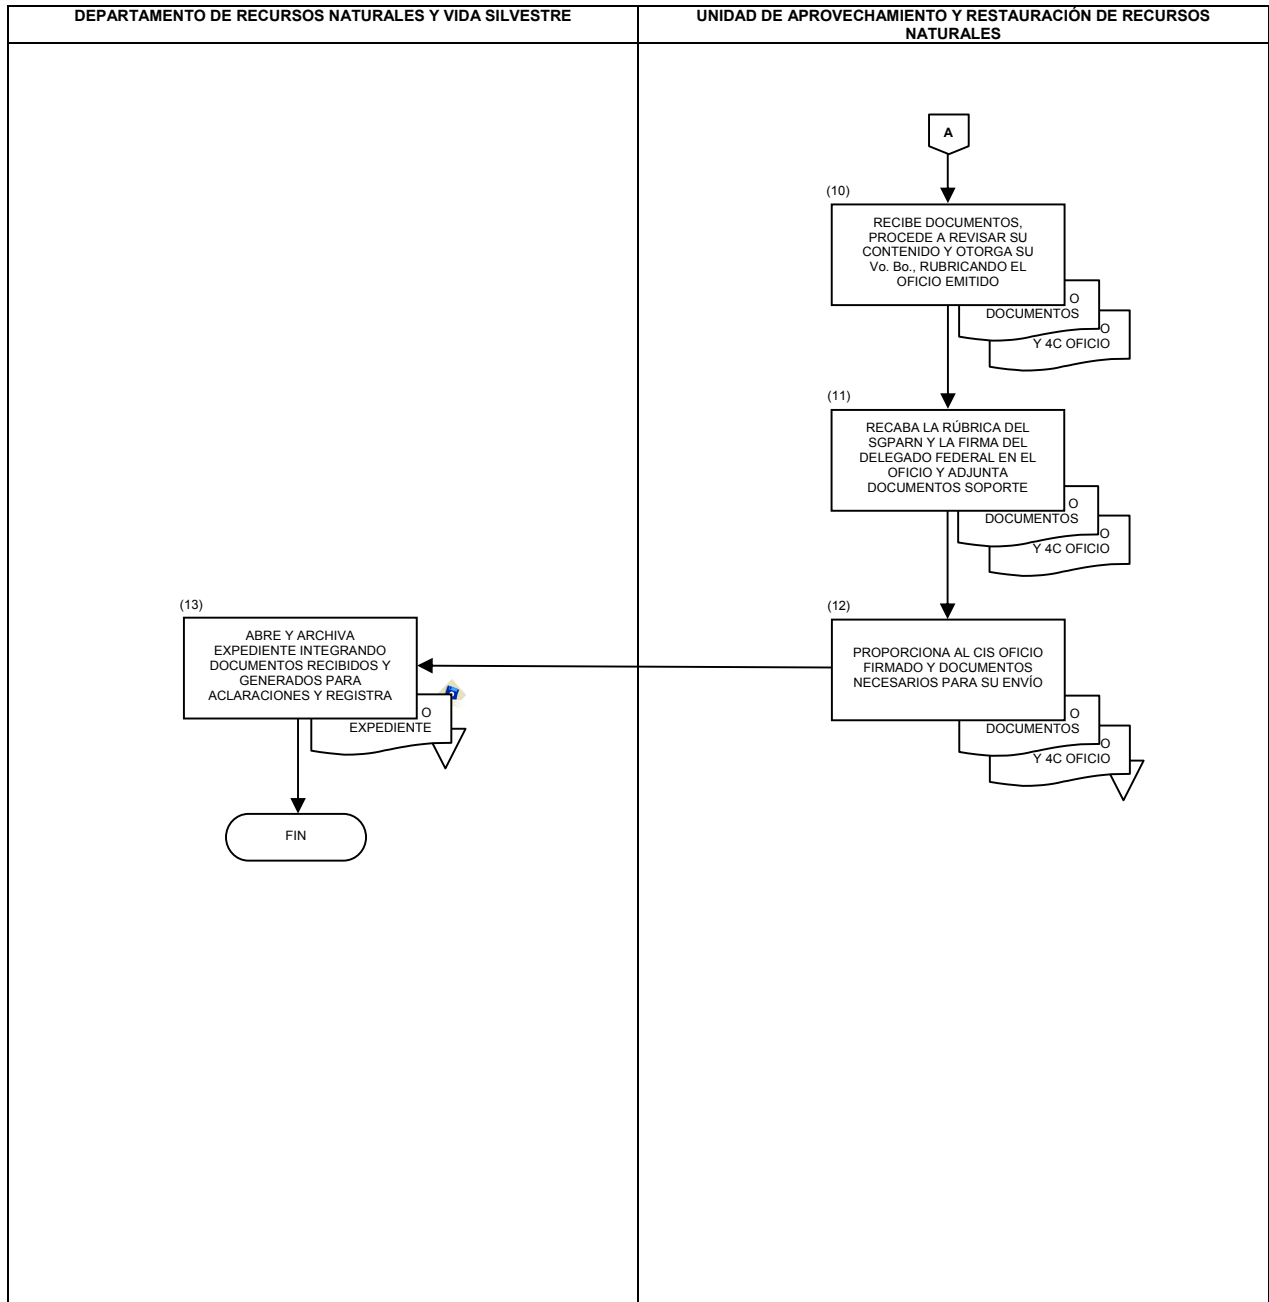 DEPARTAMENTO DE RECURSOS NATURALES Y VIDA SILVESTRE
UNIDAD DE APROVECHAMIENTO Y RESTAURACIÓN DE RECURSOS
NATURALES
A
(10)
RECIBE DOCUMENTOS,
PROCEDE A REVISAR SU
CONTENIDO Y OTORGA SU
Vo. Bo., RUBRICANDO EL
OFICIO EMITIDO
O
DOCUMENTOS
O
Y 4C OFICIO
(11)
RECABA LA RÚBRICA DEL
SGPARN Y LA FIRMA DEL
DELEGADO FEDERAL EN EL
OFICIO Y ADJUNTA
DOCUMENTOS SOPORTE
O
DOCUMENTOS
O
Y 4C OFICIO
(12)
PROPORCIONA AL CIS OFICIO
FIRMADO Y DOCUMENTOS
NECESARIOS PARA SU ENVÍO
O
DOCUMENTOS
O
Y 4C OFICIO
(13)
ABRE Y ARCHIVA
EXPEDIENTE INTEGRANDO
DOCUMENTOS RECIBIDOS Y
GENERADOS PARA
ACLARACIONES Y REGISTRA
O
EXPEDIENTE
FIN